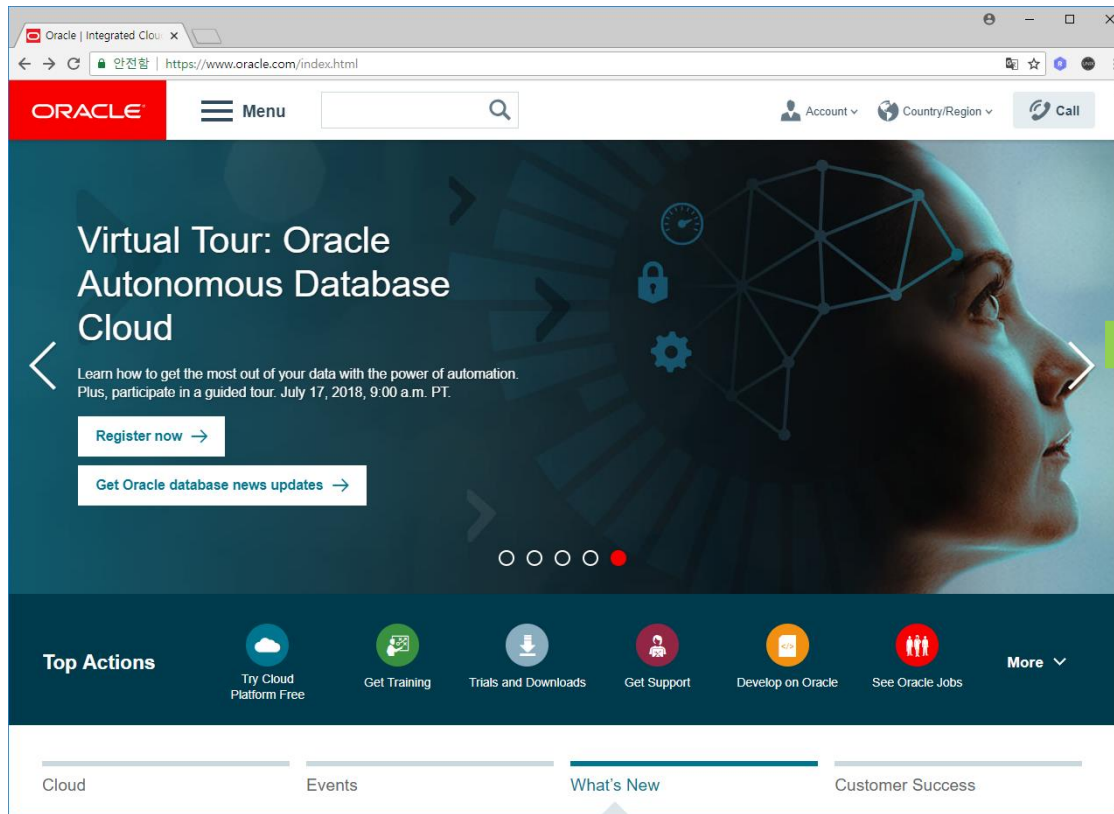 Oracle | Integrated Clou
안전함 | https://www.oracle.com/index.html
ORACLE
Menu
Account
Country/Region
Call
Virtual Tour: Oracle
Autonomous Database
Cloud
Learn how to get the most out of your data with the power of automation.
Plus, participate in a guided tour. July 17, 2018, 9:00 a.m. PT.
Register now →
Get Oracle database news updates →
Top Actions
Try Cloud
Platform Free
Get Training
Trials and Downloads
Get Support
Develop on Oracle
See Oracle Jobs
More
Cloud
Events
What's New
Customer Success